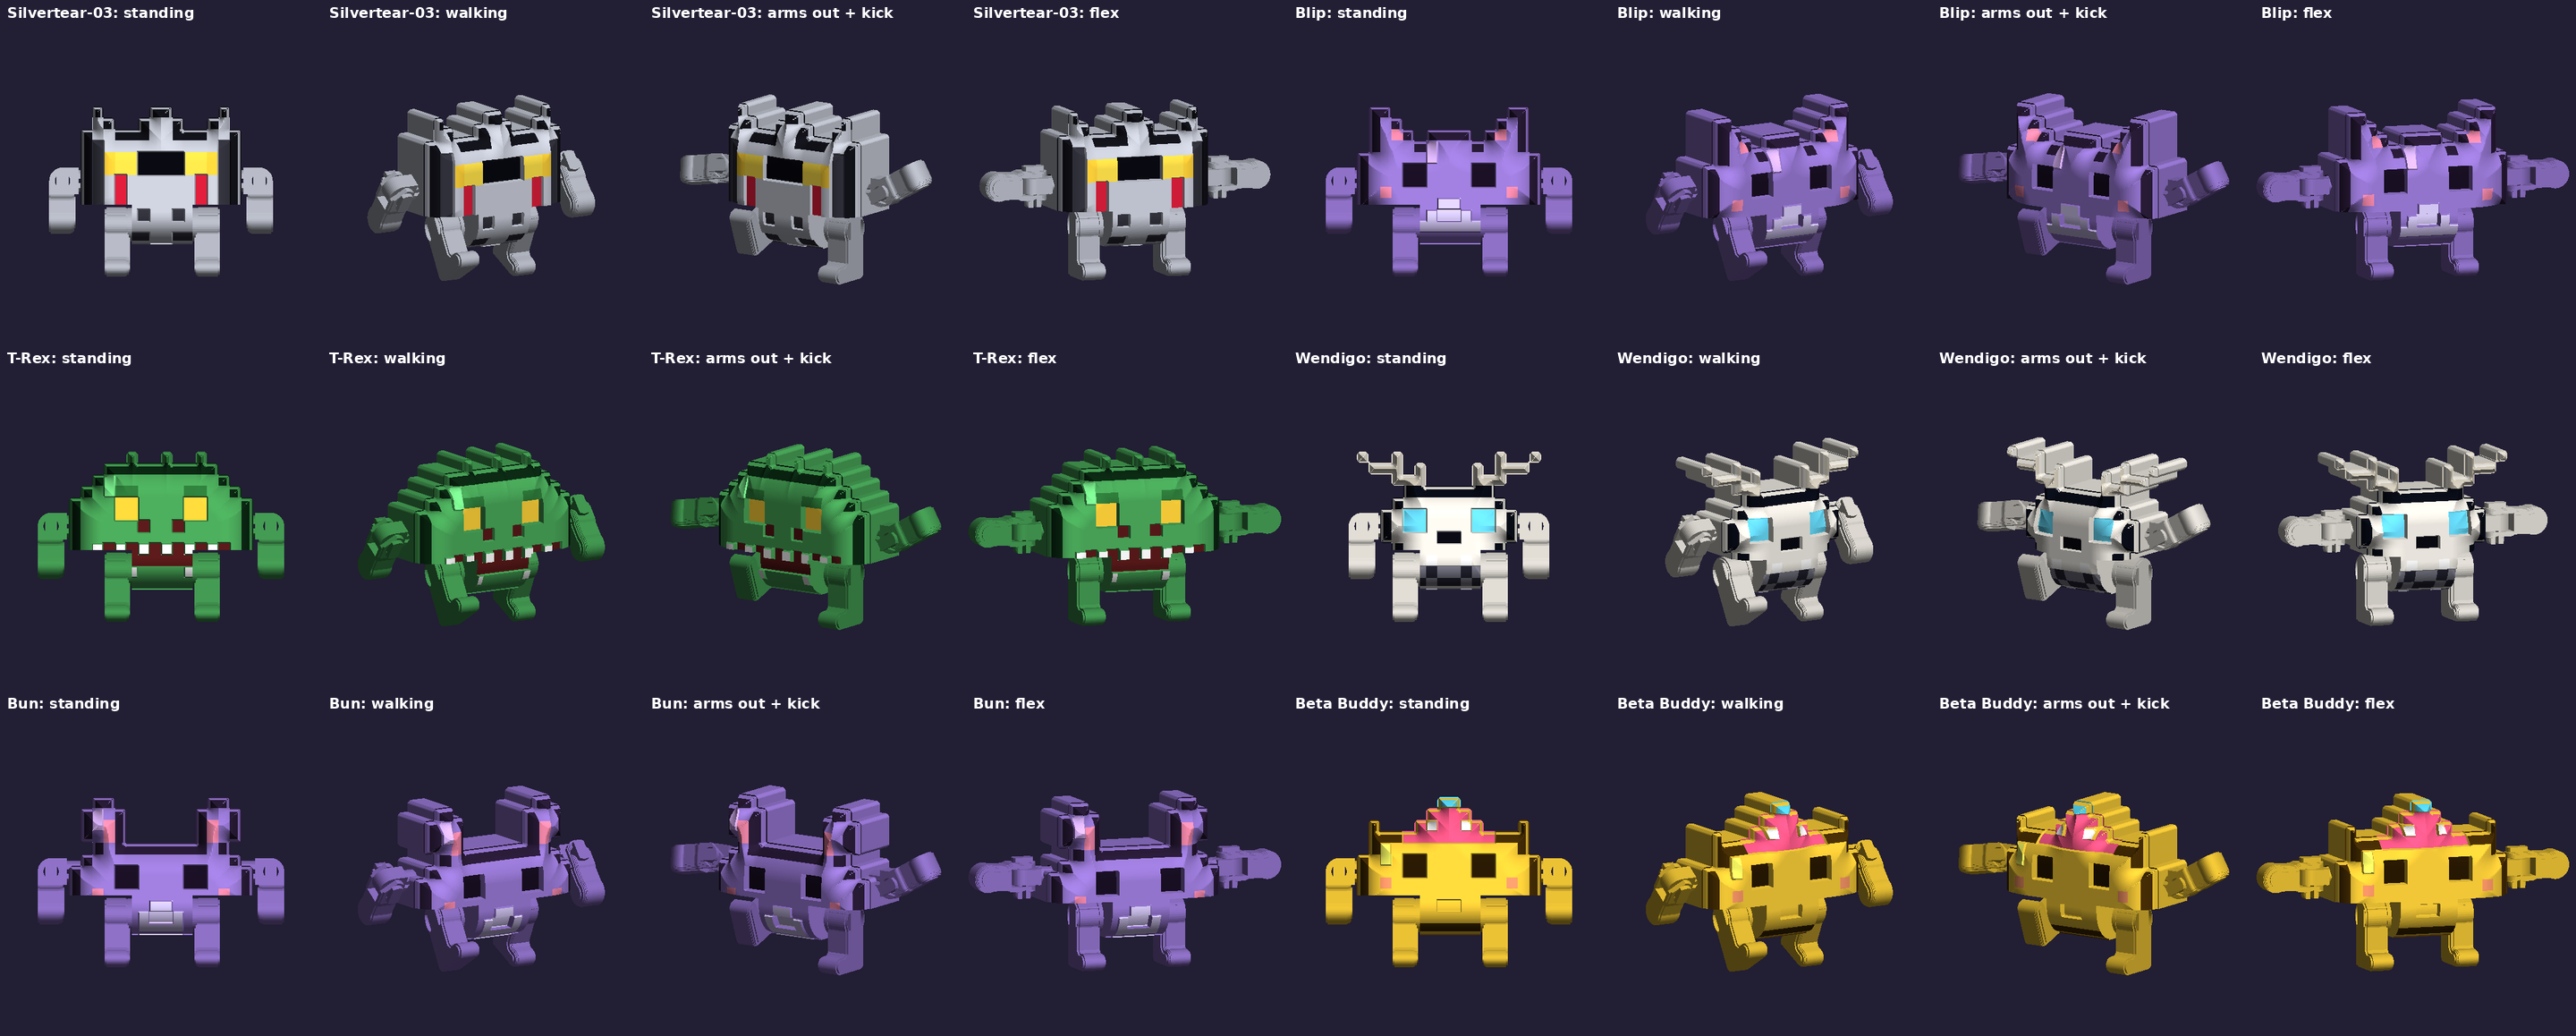 Silvertear-03: standing
Silvertear-03: walking
Silvertear-03: arms out + kick
Silvertear-03: flex
Blip: standing
Blip: walking
Blip: arms out + kick
Blip: flex
T-Rex: standing
T-Rex: walking
T-Rex: arms out + kick
T-Rex: flex
Wendigo: standing
Wendigo: walking
Wendigo: arms out + kick
Wendigo: flex
Bun: standing
Bun: walking
Bun: arms out + kick
Bun: flex
Beta Buddy: standing
Beta Buddy: walking
Beta Buddy: arms out + kick
Beta Buddy: flex